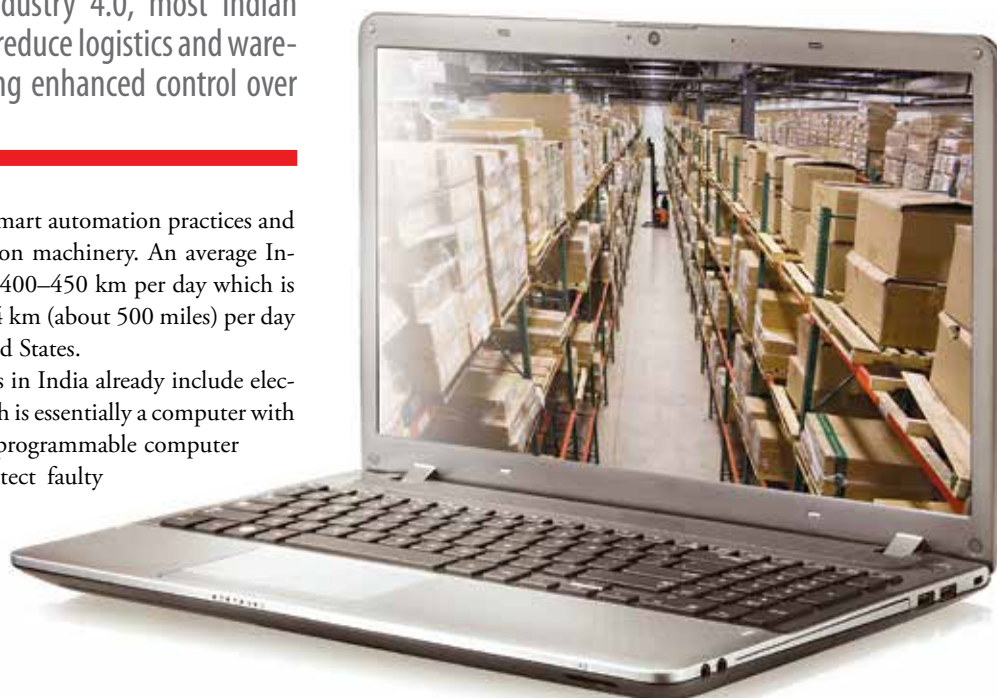 dustry 4.0, most Indian
reduce logistics and ware-
ng enhanced control over
mart automation practices and
on machinery. An average In-
400–450 km per day which is
4 km (about 500 miles) per day
d States.
s in India already include elec-
h is essentially a computer with
programmable computer
tect faulty